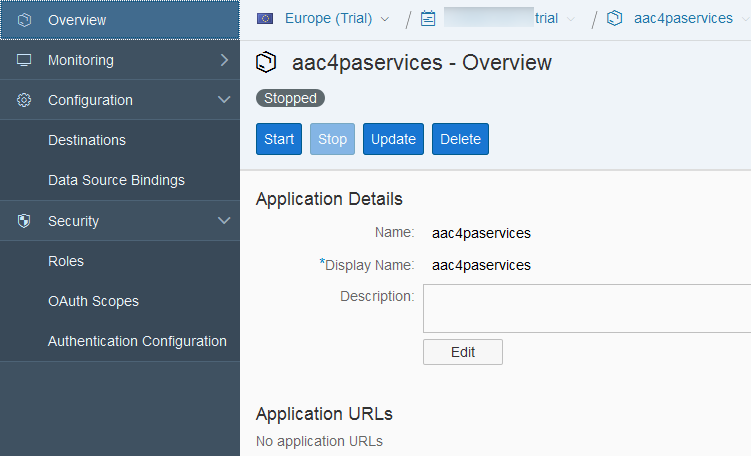 Overview
Monitoring
Configuration
Destinations
Data Source Bindings
Security
Roles
OAuth Scopes
Authentication Configuration
Europe (Trial) / trial / aac4paservices
aac4paservices - Overview
Stopped
Start Stop Update Delete
Application Details
Name: aac4paservices
*Display Name: aac4paservices
Description:
Edit
Application URLs
No application URLs